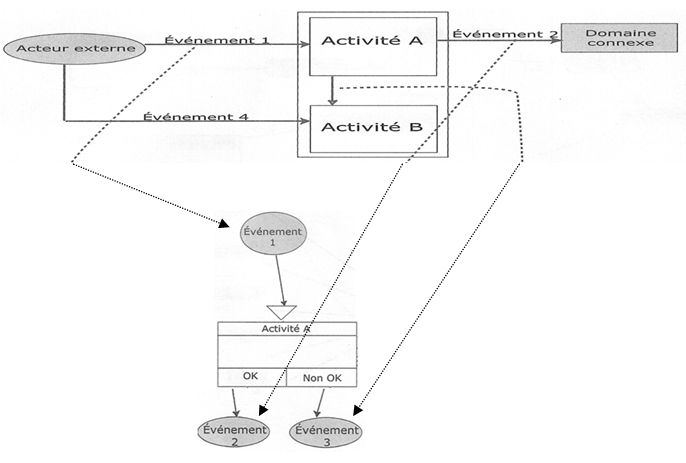 Événement 1
Événement 2
Domaine
connexe
Acteur externe
Activité A
Événement 4
Activité B
Événement
1
Activité A
OK
Non OK
Événement
2
Événement
3